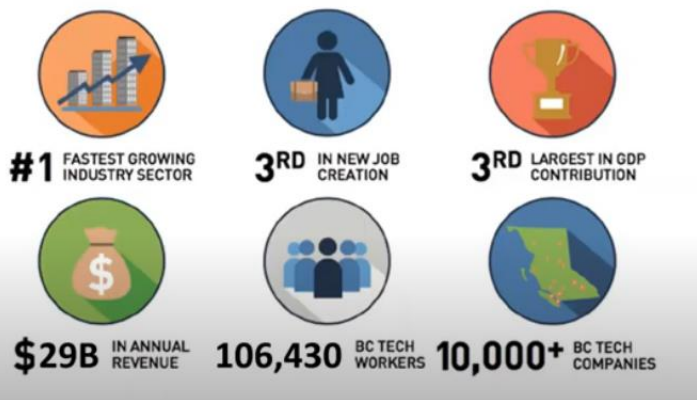 #1 FASTEST GROWING
INDUSTRY SECTOR
3RD IN NEW JOB
CREATION
3RD LARGEST IN GDP
CONTRIBUTION
$
$29B IN ANNUAL
REVENUE
106,430 BC TECH
WORKERS
10,000+ BC TECH
COMPANIES